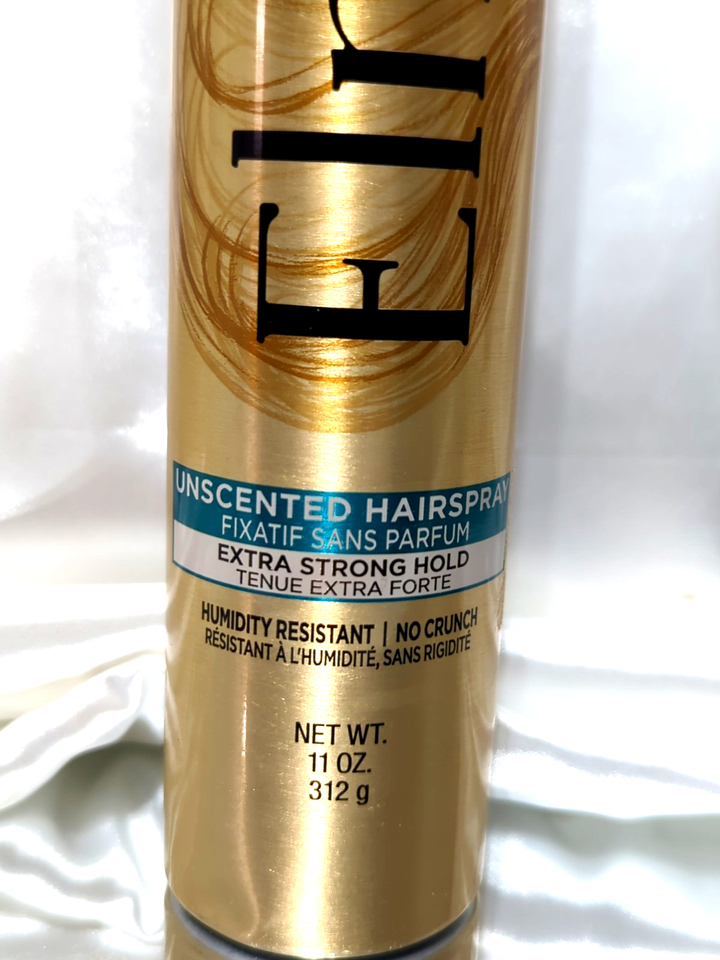 Eln
UNSCENTED HAIRSPRAY
FIXATIF SANS PARFUM
EXTRA STRONG HOLD
TENUE EXTRA FORTE
HUMIDITY RESISTANT | NO CRUNCH
RÉSISTANT À L'HUMIDITÉ, SANS RIGIDITÉ
NET WT.
11 OZ.
312 g